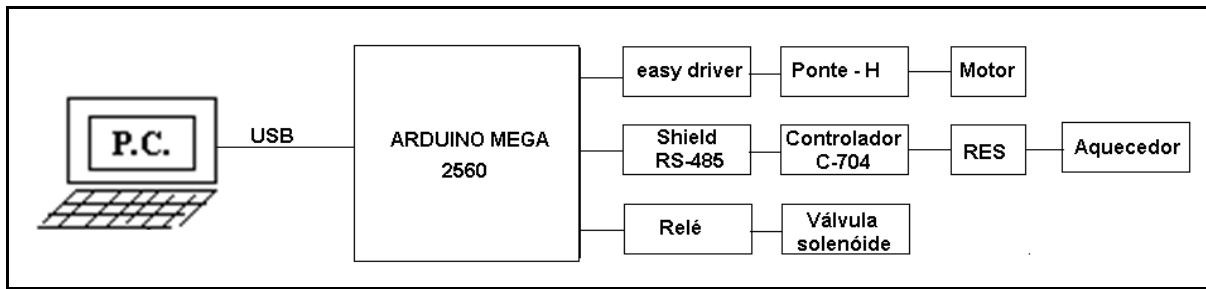 P.C.
USB
ARDUINO MEGA
2560
easy driver
Ponte - H
Motor
Shield
RS-485
Controlador
C-704
RES
Aquecedor
Relé
Válvula
solenóide